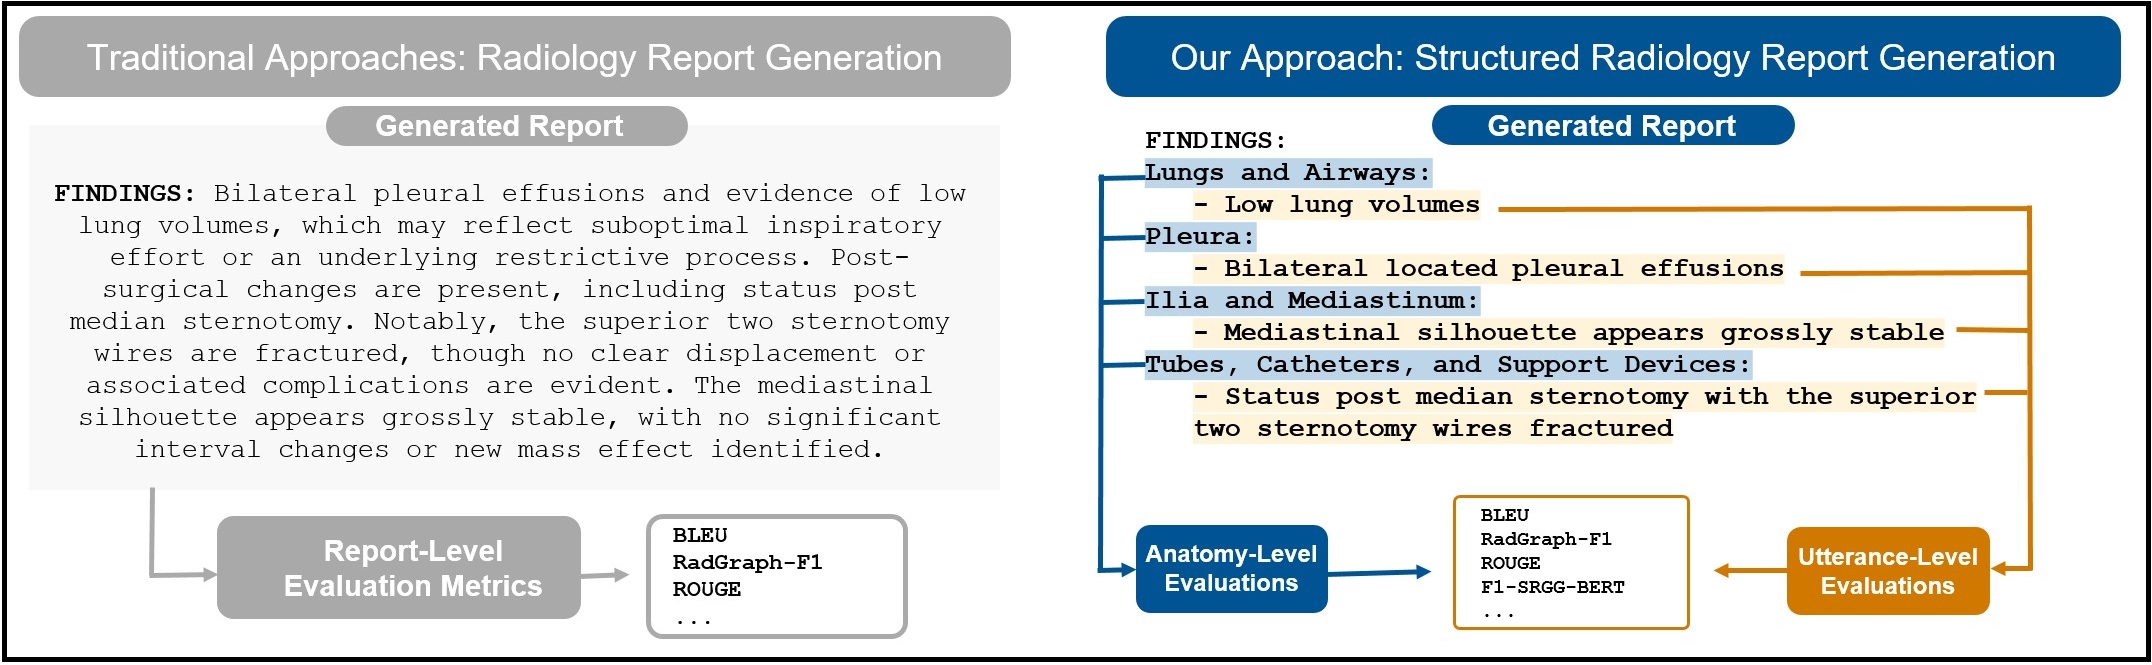 Traditional Approaches: Radiology Report Generation
Generated Report
FINDINGS: Bilateral pleural effusions and evidence of low
lung volumes, which may reflect suboptimal inspiratory
effort or an underlying restrictive process. Post-
surgical changes are present, including status post
median sternotomy. Notably, the superior two sternotomy
wires are fractured, though no clear displacement or
associated complications are evident. The mediastinal
silhouette appears grossly stable, with no significant
interval changes or new mass effect identified.
Report-Level
Evaluation Metrics
BLEU
RadGraph-F1
ROUGE
...
Our Approach: Structured Radiology Report Generation
Generated Report
FINDINGS:
Lungs and Airways:
- Low lung volumes
Pleura:
- Bilateral located pleural effusions
Ilia and Mediastinum:
- Mediastinal silhouette appears grossly stable
Tubes, Catheters, and Support Devices:
- Status post median sternotomy with the superior
two sternotomy wires fractured
Anatomy-Level
Evaluations
BLEU
RadGraph-F1
ROUGE
F1-SRGG-BERT
...
Utterance-Level
Evaluations